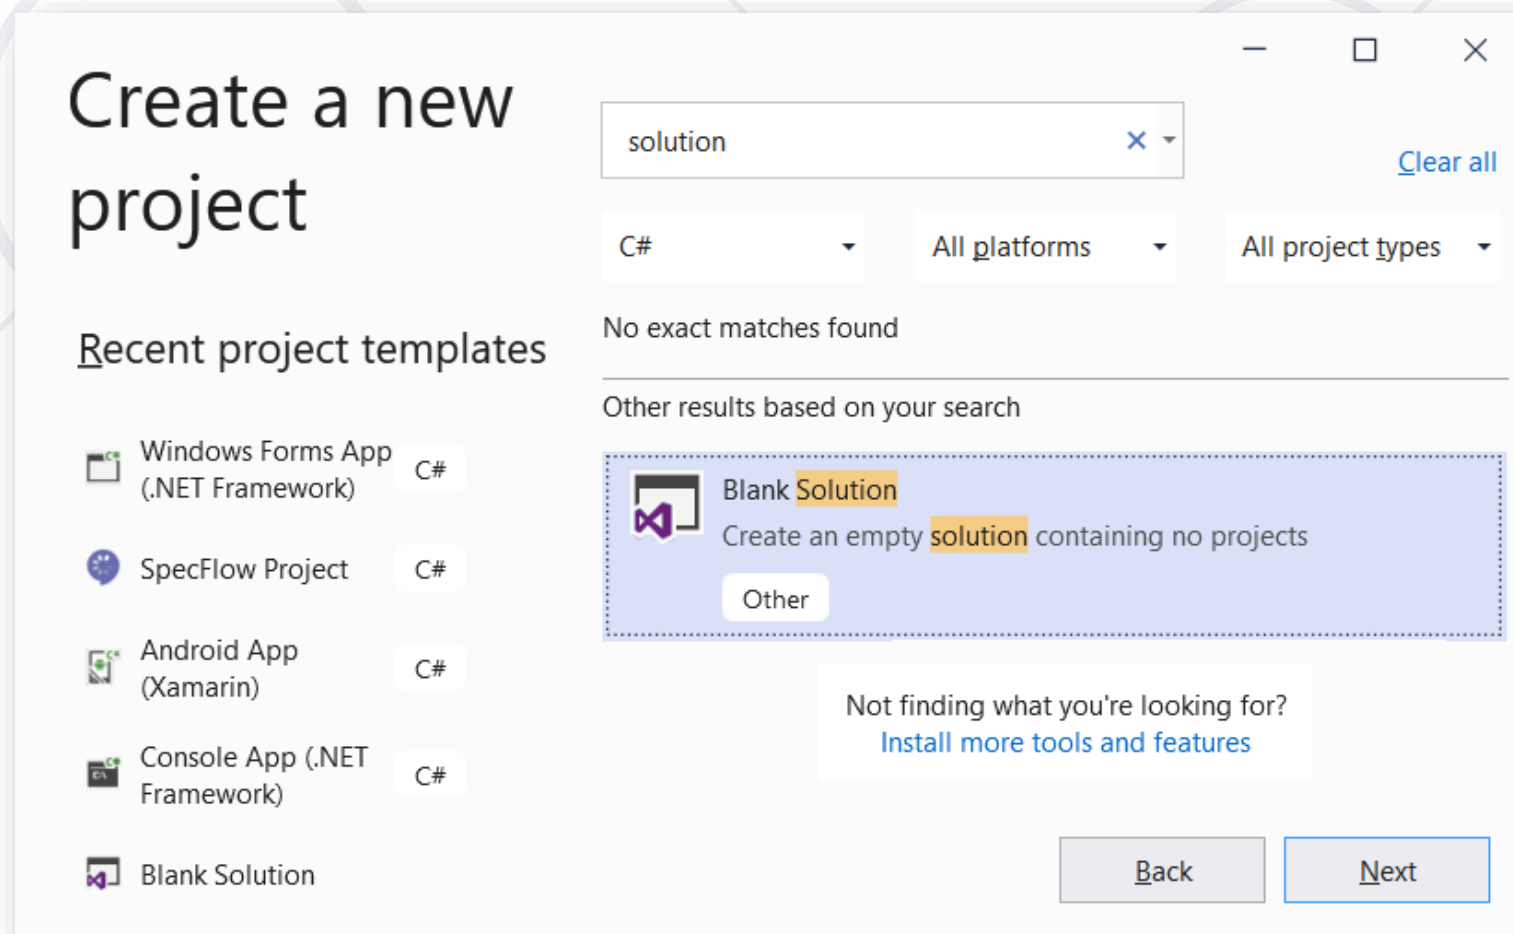 Create a new
project
solution
Clear all
C#
All platforms
All project types
No exact matches found
Recent project templates
Other results based on your search
Windows Forms App
(.NET Framework)
C#
Blank Solution
Create an empty solution containing no projects
Other
SpecFlow Project
C#
Android App
(Xamarin)
C#
Not finding what you're looking for?
Install more tools and features
Console App (.NET
Framework)
C#
Blank Solution
Back
Next